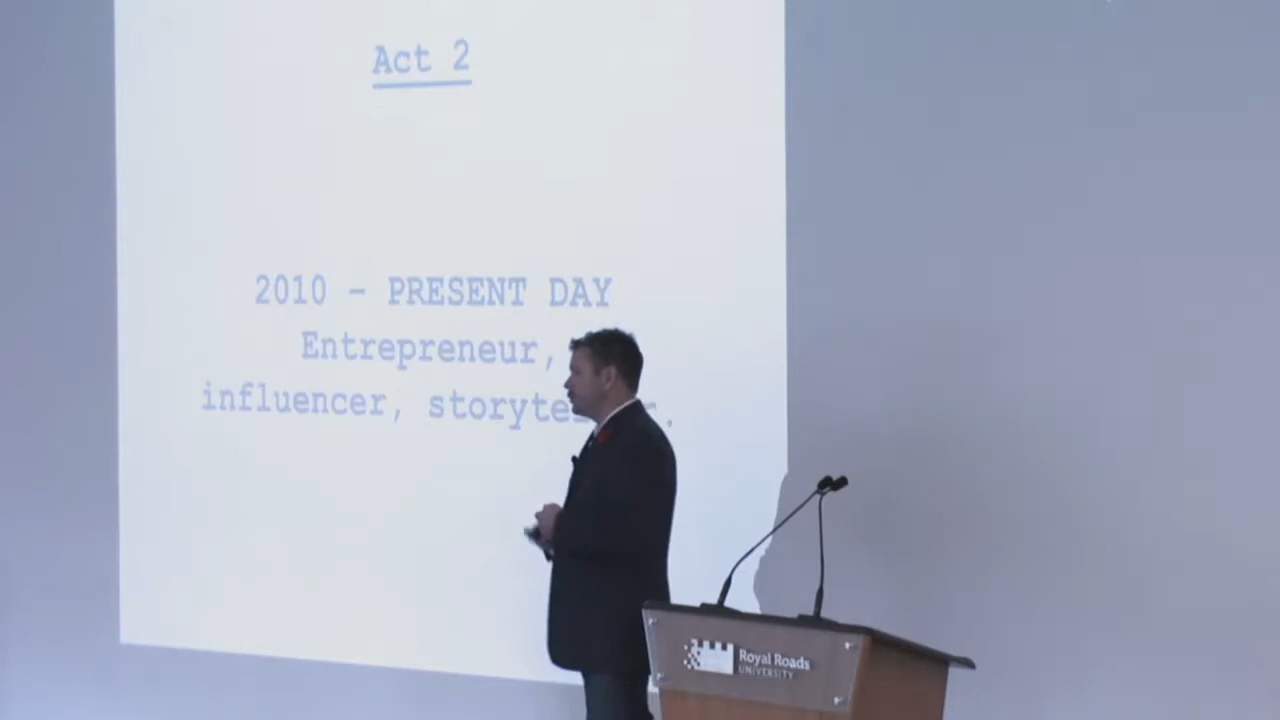 Act 2
2010 – PRESENT DAY
Entrepreneur,
influencer,
Royal Roads
UNIVERSITY